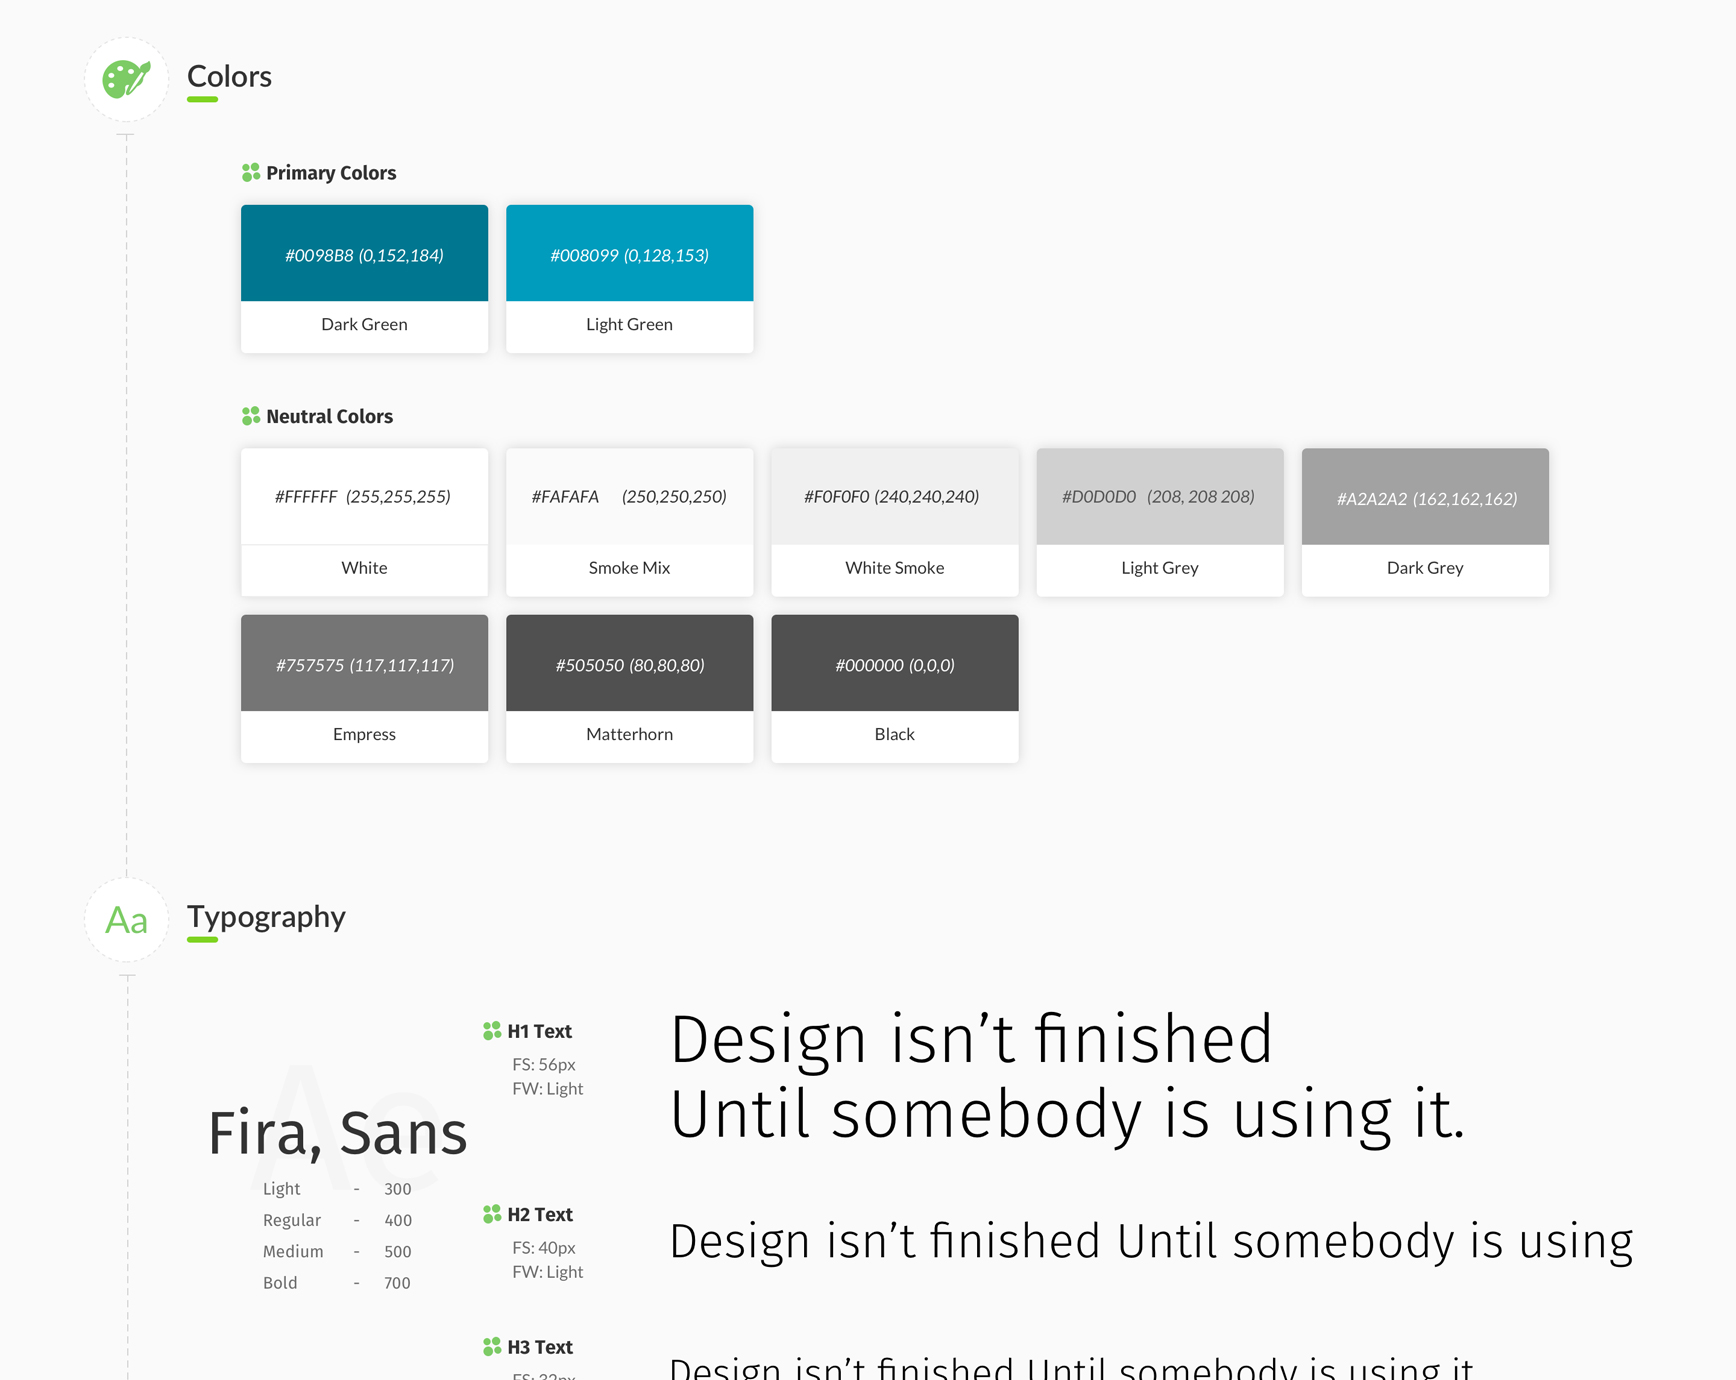 Colors
Primary Colors
#0098B8 (0,152,184)
Dark Green
#008099 (0,128,153)
Light Green
Neutral Colors
#FFFFFF (255,255,255)
White
#FAFAFA (250,250,250)
Smoke Mix
#F0F0F0 (240,240,240)
White Smoke
#D0D0D0 (208, 208 208)
Light Grey
#A2A2A2 (162,162,162)
Dark Grey
#757575 (117,117,117)
Empress
#505050 (80,80,80)
Matterhorn
#000000 (0,0,0)
Black
Aa
Typography
Ae
Fira, Sans
Light - 300
Regular - 400
Medium - 500
Bold - 700
H1 Text
FS: 56px
FW: Light
Design isn’t finished
Until somebody is using it.
H2 Text
FS: 40px
FW: Light
Design isn’t finished Until somebody is using
H3 Text
FS: 32px
Design isn’t finished Until somebody is using it